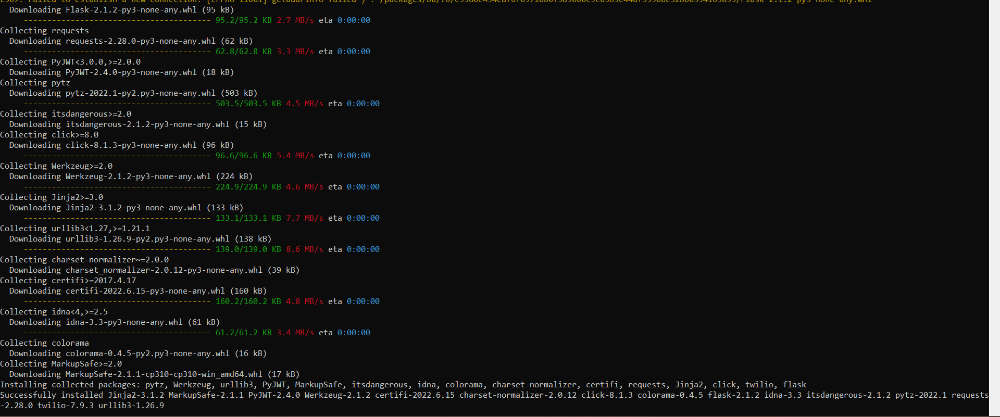 Failed to establish a new connection: [Errno 11001] getaddrinfo failed
Downloading Flask-2.1.2-py3-none-any.whl (95 kB)
---------------------------------------- 95.2/95.2 KB 2.7 MB/s eta 0:00:00
Collecting requests
Downloading requests-2.28.0-py3-none-any.whl (62 kB)
---------------------------------------- 62.8/62.8 KB 3.3 MB/s eta 0:00:00
Collecting PyJWT<3.0.0,>=2.0.0
Downloading PyJWT-2.4.0-py3-none-any.whl (18 kB)
Collecting pytz
Downloading pytz-2022.1-py2.py3-none-any.whl (503 kB)
---------------------------------------- 503.5/503.5 KB 4.5 MB/s eta 0:00:00
Collecting itsdangerous>=2.0
Downloading itsdangerous-2.1.2-py3-none-any.whl (15 kB)
Collecting click>=8.0
Downloading click-8.1.3-py3-none-any.whl (96 kB)
---------------------------------------- 96.6/96.6 KB 5.4 MB/s eta 0:00:00
Collecting Werkzeug>=2.0
Downloading Werkzeug-2.1.2-py3-none-any.whl (224 kB)
---------------------------------------- 224.9/224.9 KB 4.6 MB/s eta 0:00:00
Collecting Jinja2>=3.0
Downloading Jinja2-3.1.2-py3-none-any.whl (133 kB)
---------------------------------------- 133.1/133.1 KB 7.7 MB/s eta 0:00:00
Collecting urllib3<1.27,>=1.21.1
Downloading urllib3-1.26.9-py2.py3-none-any.whl (138 kB)
---------------------------------------- 139.0/139.0 KB 8.6 MB/s eta 0:00:00
Collecting charset-normalizer~=2.0.0
Downloading charset_normalizer-2.0.12-py3-none-any.whl (39 kB)
Collecting certifi>=2017.4.17
Downloading certifi-2022.6.15-py3-none-any.whl (160 kB)
---------------------------------------- 160.2/160.2 KB 4.8 MB/s eta 0:00:00
Collecting idna<4,>=2.5
Downloading idna-3.3-py3-none-any.whl (61 kB)
---------------------------------------- 61.2/61.2 KB 3.4 MB/s eta 0:00:00
Collecting colorama
Downloading colorama-0.4.5-py2.py3-none-any.whl (16 kB)
Collecting MarkupSafe>=2.0
Downloading MarkupSafe-2.1.1-cp310-cp310-win_amd64.whl (17 kB)
Installing collected packages: pytz, Werkzeug, urllib3, PyJWT, MarkupSafe, itsdangerous, idna, colorama, charset-normalizer, certifi, requests, Jinja2, click, twilio, flask
Successfully installed Jinja2-3.1.2 MarkupSafe-2.1.1 PyJWT-2.4.0 Werkzeug-2.1.2 certifi-2022.6.15 charset-normalizer-2.0.12 click-8.1.3 colorama-0.4.5 flask-2.1.2 idna-3.3 itsdangerous-2.1.2 pytz-2022.1 requests
-2.28.0 twilio-7.9.3 urllib3-1.26.9